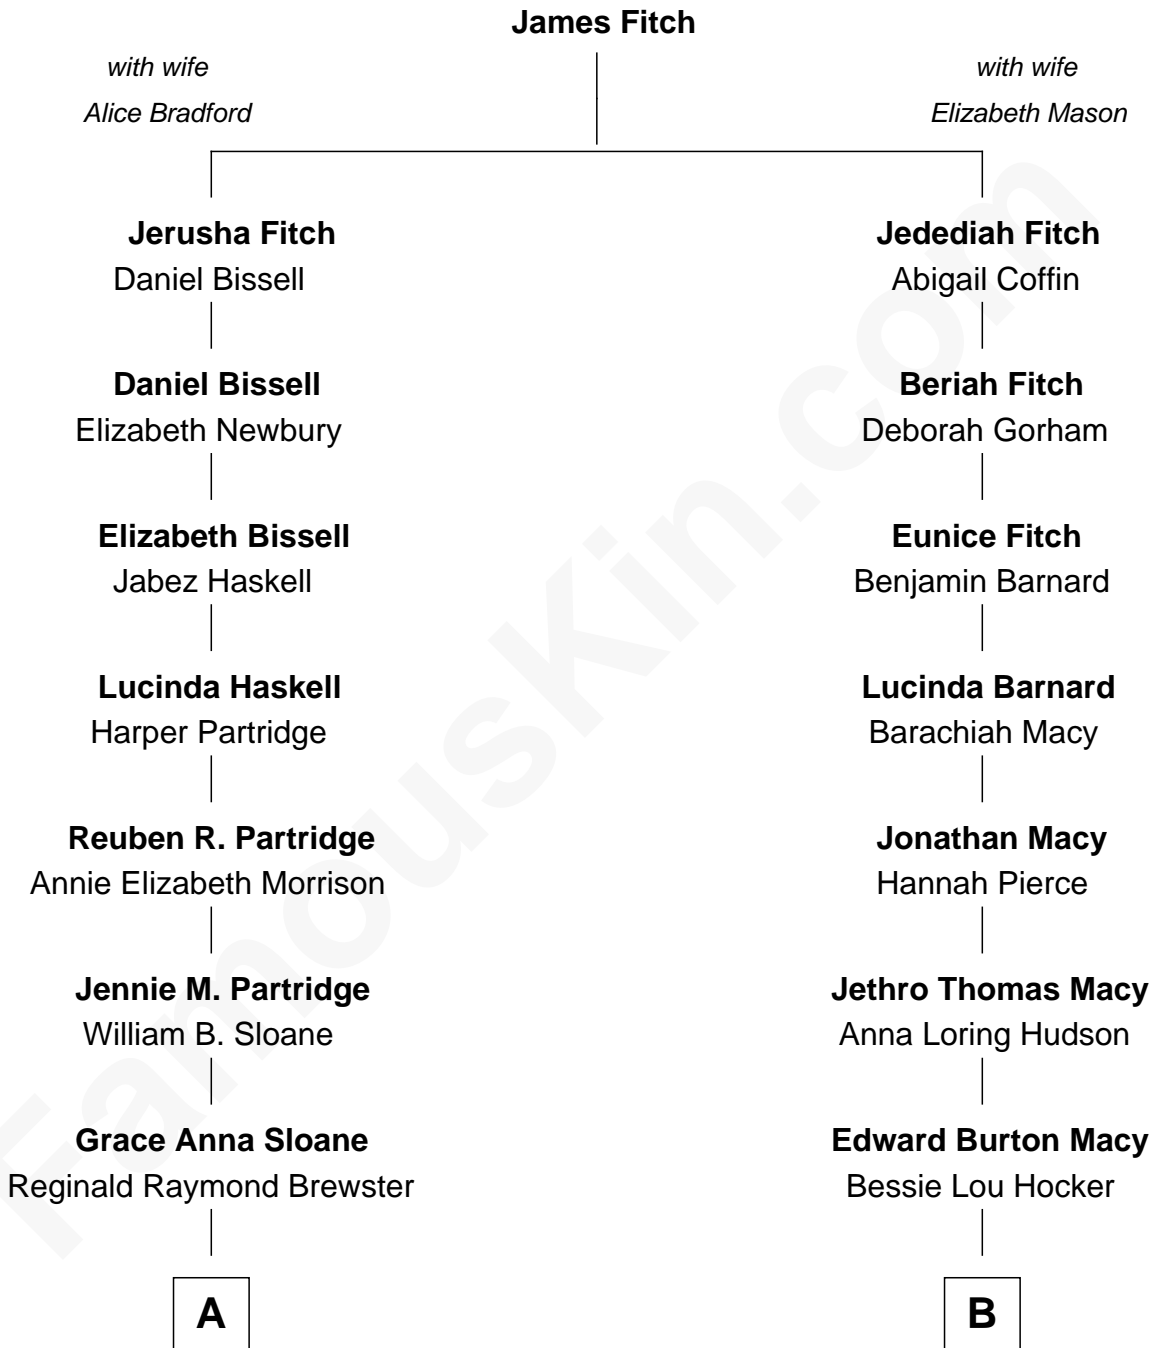 James Fitch
with wife
Alice Bradford
with wife
Elizabeth Mason
Jerusha Fitch
Daniel Bissell
Jedediah Fitch
Abigail Coffin
Daniel Bissell
Elizabeth Newbury
Beriah Fitch
Deborah Gorham
Elizabeth Bissell
Jabez Haskell
Eunice Fitch
Benjamin Barnard
Lucinda Haskell
Harper Partridge
Lucinda Barnard
Barachiah Macy
Reuben R. Partridge
Annie Elizabeth Morrison
Jonathan Macy
Hannah Pierce
Jennie M. Partridge
William B. Sloane
Jethro Thomas Macy
Anna Loring Hudson
Grace Anna Sloane
Reginald Raymond Brewster
Edward Burton Macy
Bessie Lou Hocker
A
B
FamousKin.com